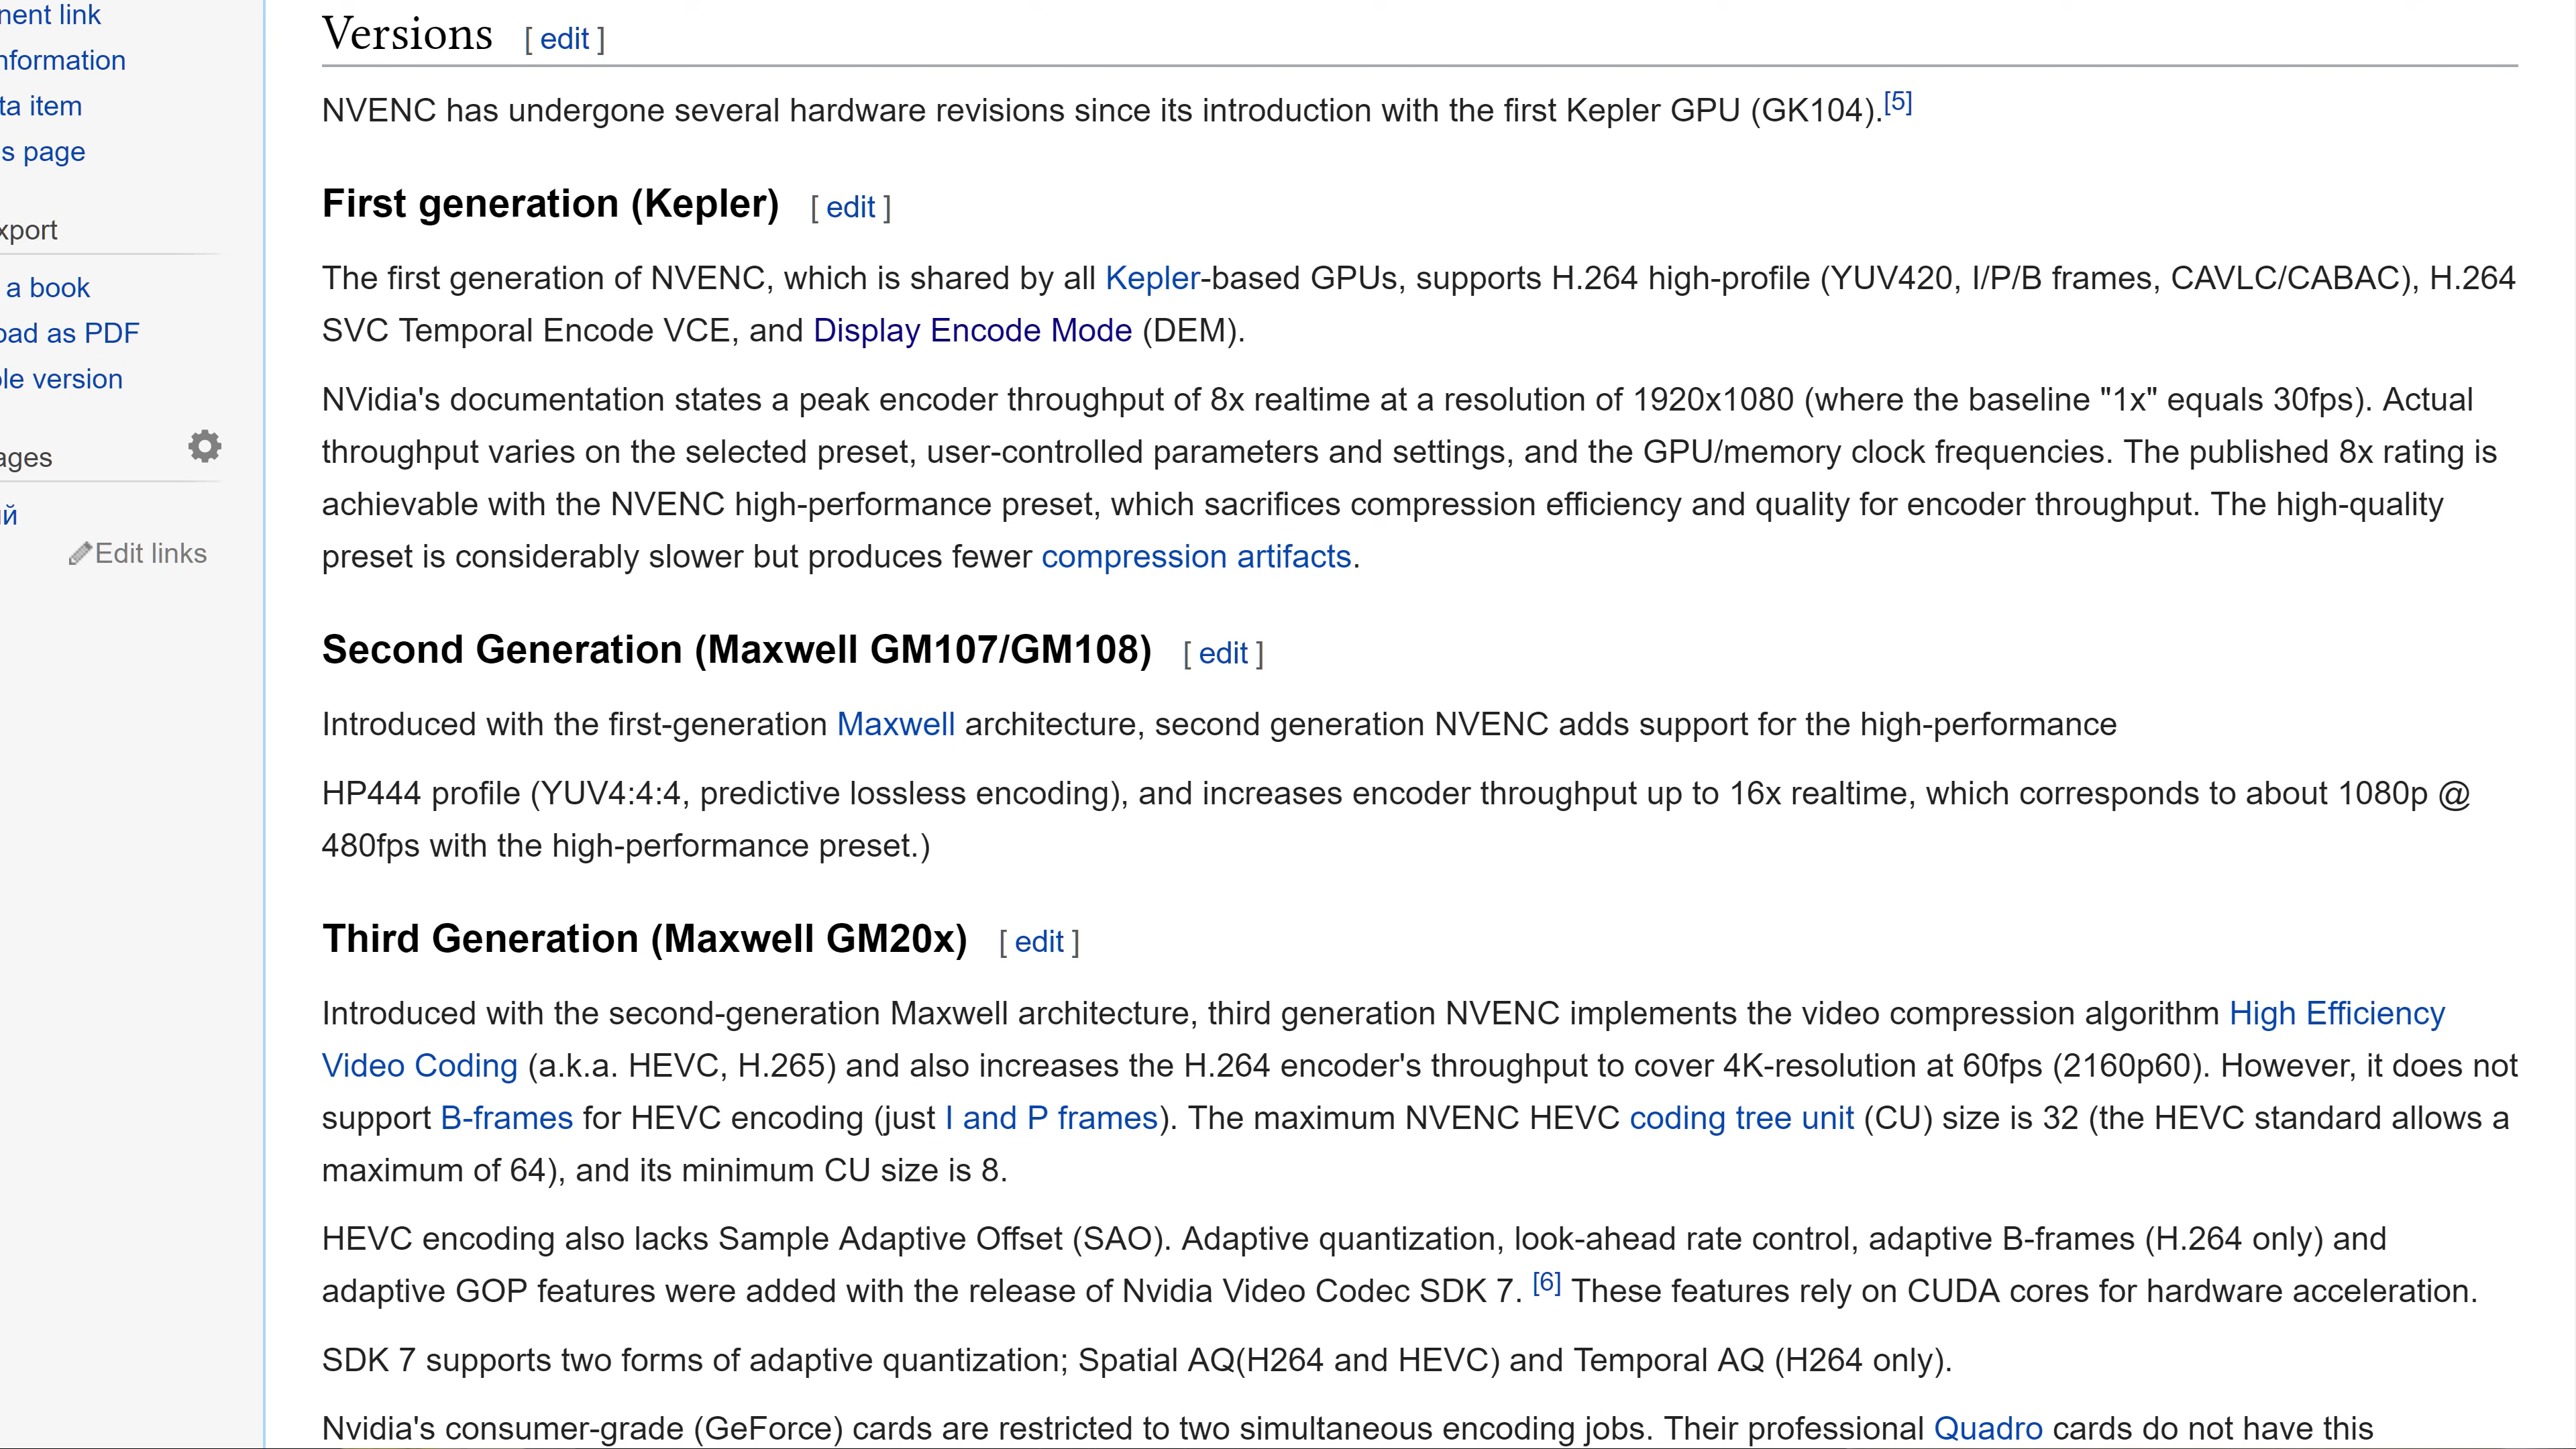 nent link
nformation
ta item
s page
xport
a book
oad as PDF
le version
ages
ий
Edit links
Versions [ edit ]
NVENC has undergone several hardware revisions since its introduction with the first Kepler GPU (GK104).[5]
First generation (Kepler) [ edit ]
The first generation of NVENC, which is shared by all Kepler-based GPUs, supports H.264 high-profile (YUV420, I/P/B frames, CAVLC/CABAC), H.264
SVC Temporal Encode VCE, and Display Encode Mode (DEM).
NVidia's documentation states a peak encoder throughput of 8x realtime at a resolution of 1920x1080 (where the baseline "1x" equals 30fps). Actual
throughput varies on the selected preset, user-controlled parameters and settings, and the GPU/memory clock frequencies. The published 8x rating is
achievable with the NVENC high-performance preset, which sacrifices compression efficiency and quality for encoder throughput. The high-quality
preset is considerably slower but produces fewer compression artifacts.
Second Generation (Maxwell GM107/GM108) [ edit ]
Introduced with the first-generation Maxwell architecture, second generation NVENC adds support for the high-performance
HP444 profile (YUV4:4:4, predictive lossless encoding), and increases encoder throughput up to 16x realtime, which corresponds to about 1080p @
480fps with the high-performance preset.)
Third Generation (Maxwell GM20x) [ edit ]
Introduced with the second-generation Maxwell architecture, third generation NVENC implements the video compression algorithm High Efficiency
Video Coding (a.k.a. HEVC, H.265) and also increases the H.264 encoder's throughput to cover 4K-resolution at 60fps (2160p60). However, it does not
support B-frames for HEVC encoding (just I and P frames). The maximum NVENC HEVC coding tree unit (CU) size is 32 (the HEVC standard allows a
maximum of 64), and its minimum CU size is 8.
HEVC encoding also lacks Sample Adaptive Offset (SAO). Adaptive quantization, look-ahead rate control, adaptive B-frames (H.264 only) and
adaptive GOP features were added with the release of Nvidia Video Codec SDK 7. [6] These features rely on CUDA cores for hardware acceleration.
SDK 7 supports two forms of adaptive quantization; Spatial AQ(H264 and HEVC) and Temporal AQ (H264 only).
Nvidia's consumer-grade (GeForce) cards are restricted to two simultaneous encoding jobs. Their professional Quadro cards do not have this